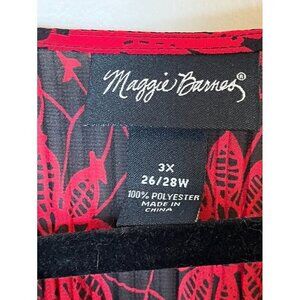 Maggie Barnes®
3X
26/28W
100% POLYESTER
MADE IN
CHINA